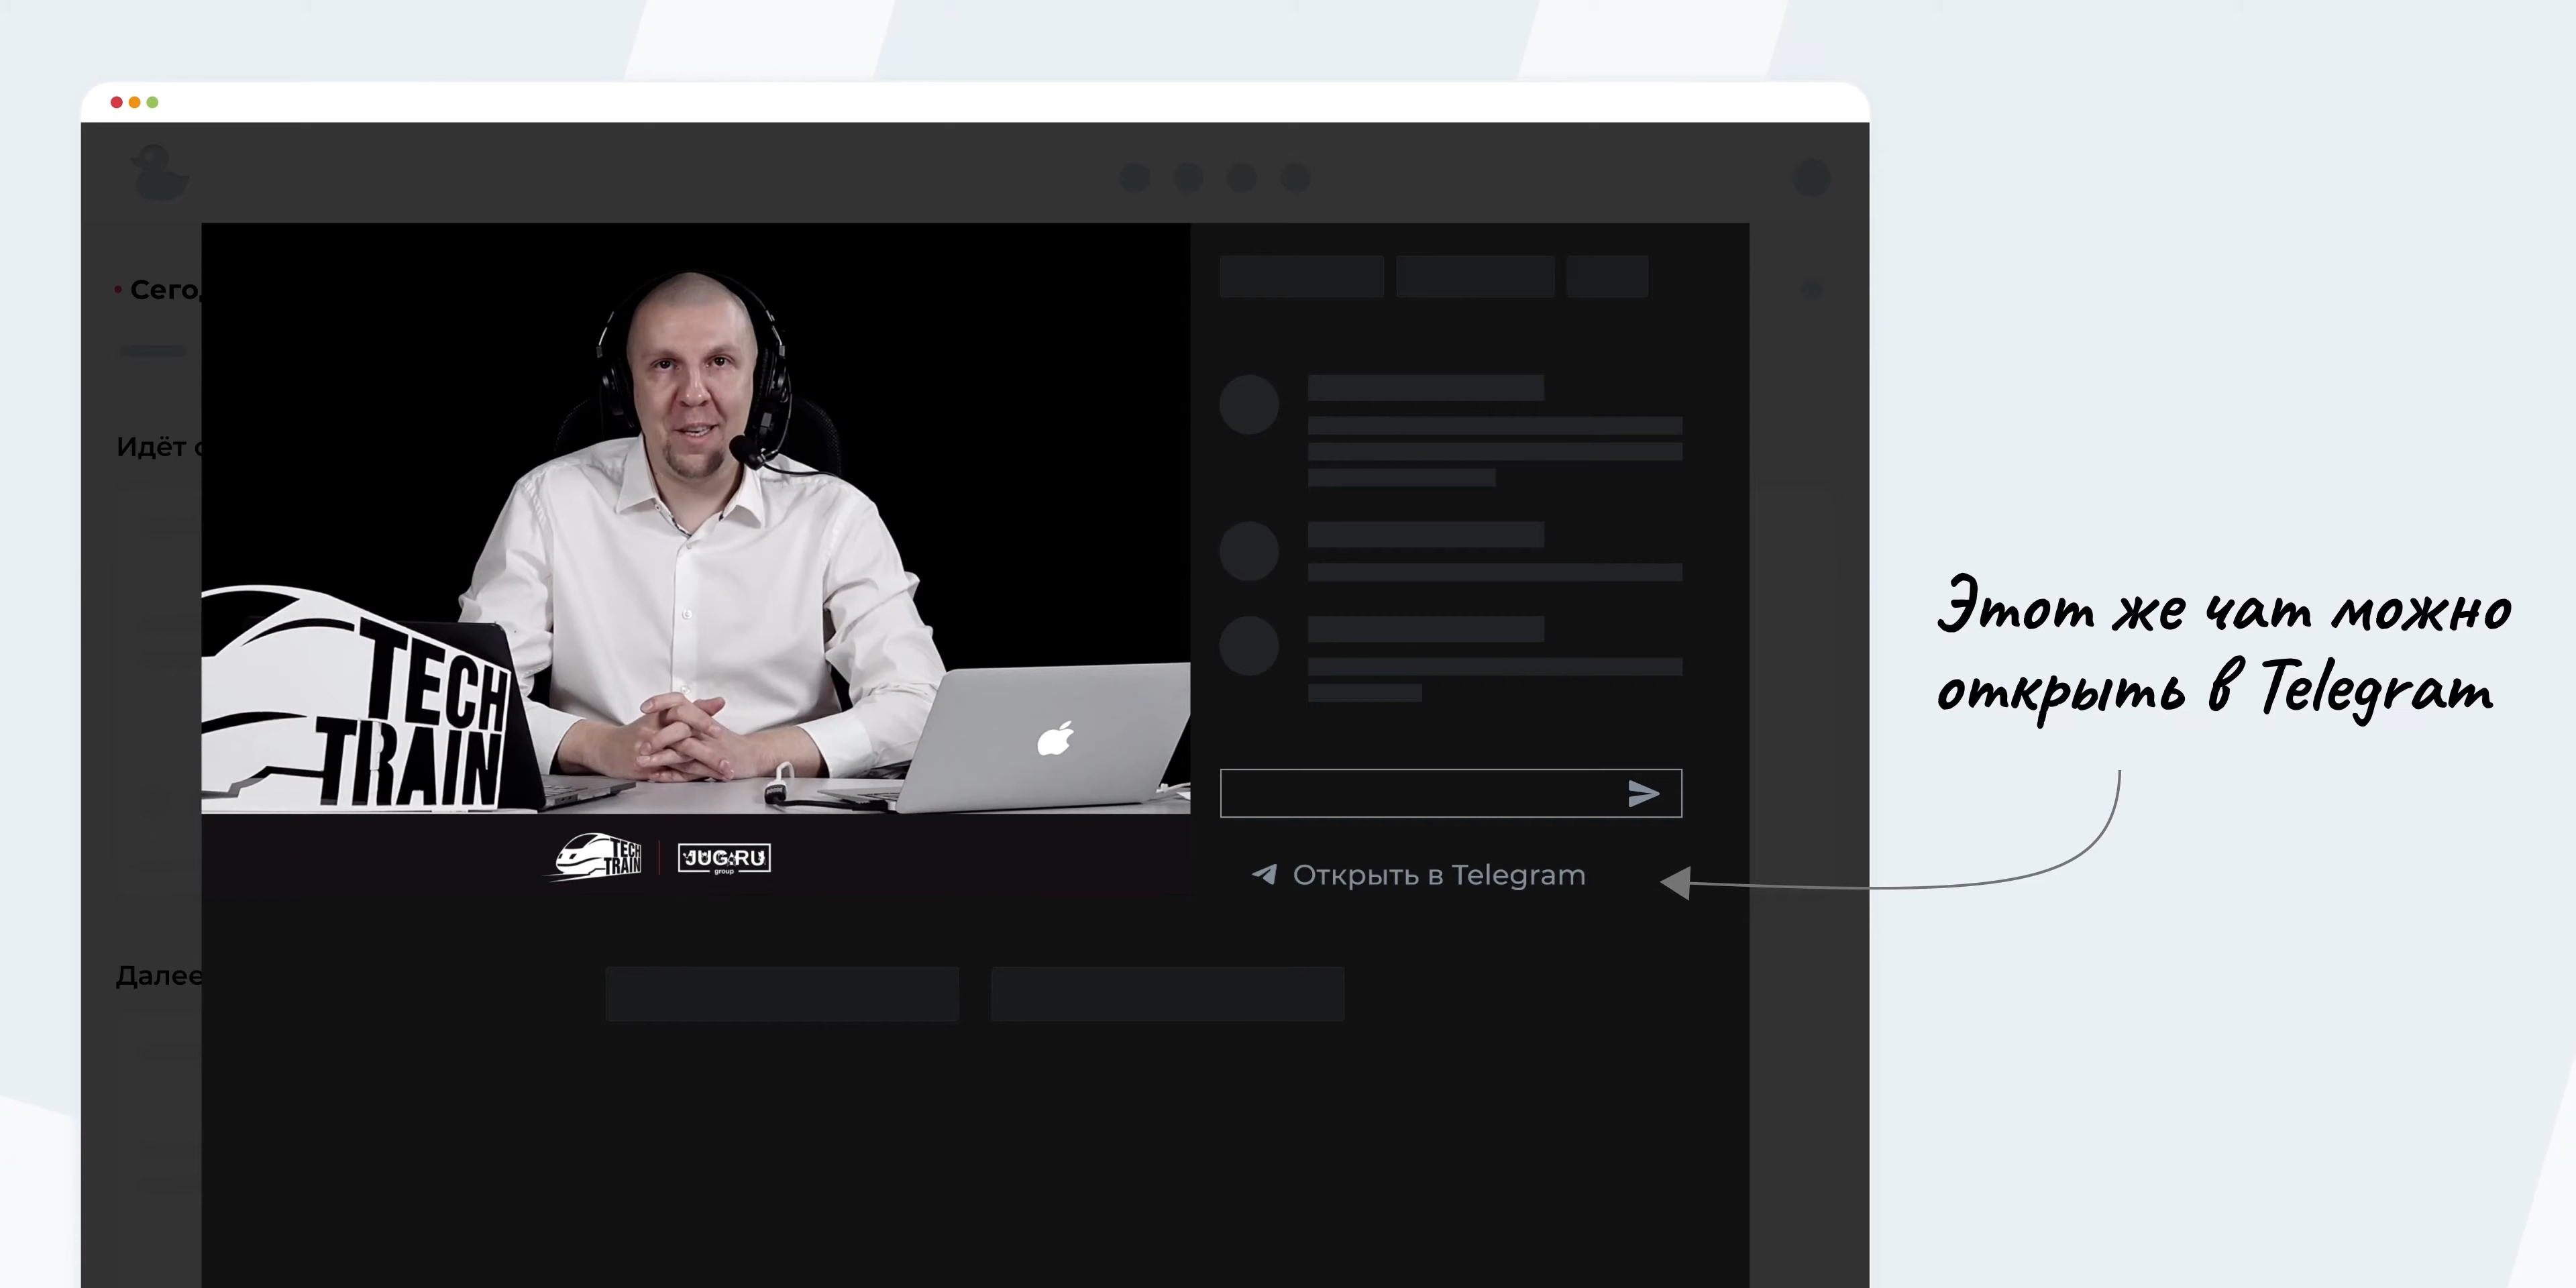 • Сегод
Идёт с
TECH
TRAIN
TECH
TRAIN
JUG.RU
group
Открыть в Telegram
Далее
Этот же чат можно
открыть в Telegram